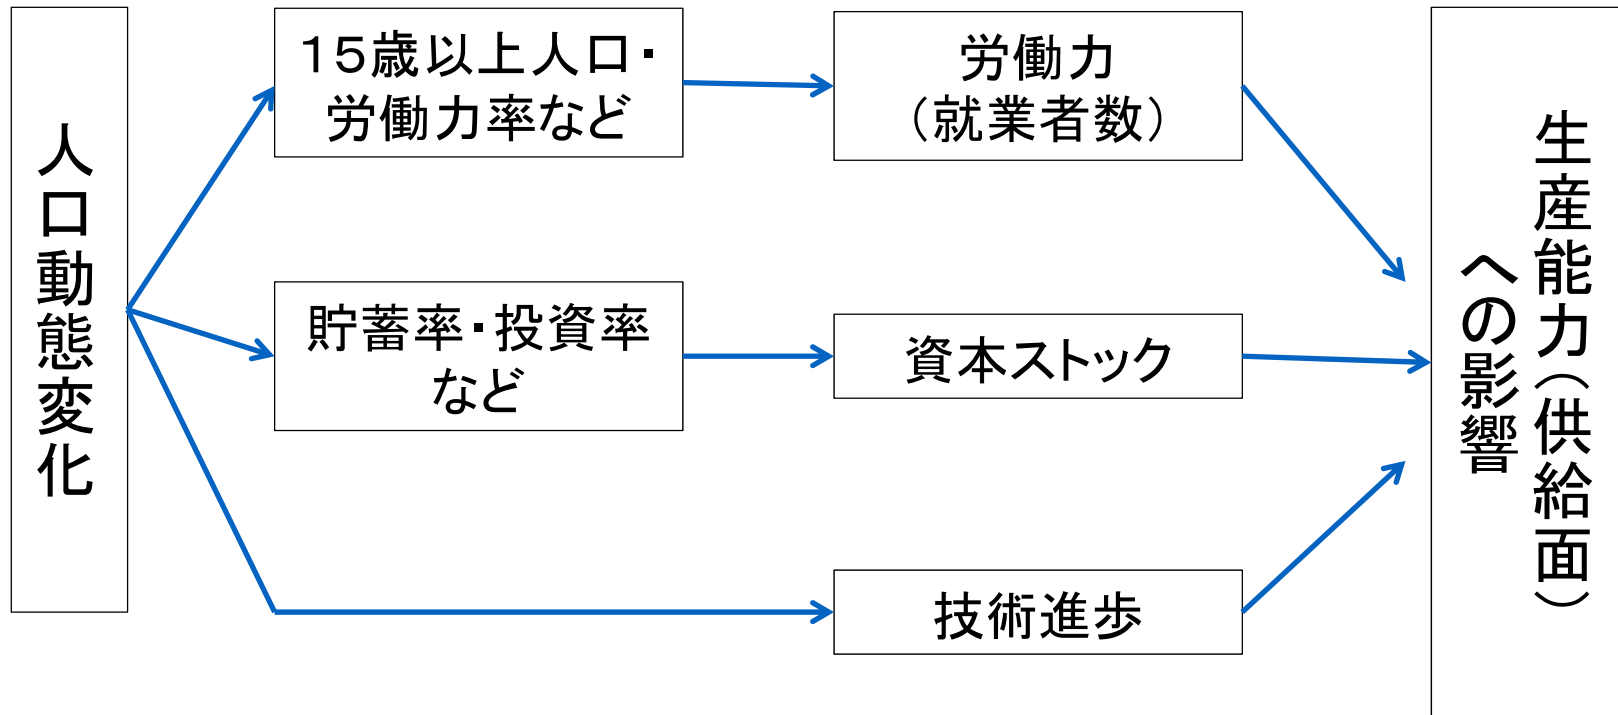 人口動態変化
１５歳以上人口・
労働力率など
労働力
（就業者数）
貯蓄率・投資率
など
資本ストック
技術進歩
生産能力（供給面）
への影響